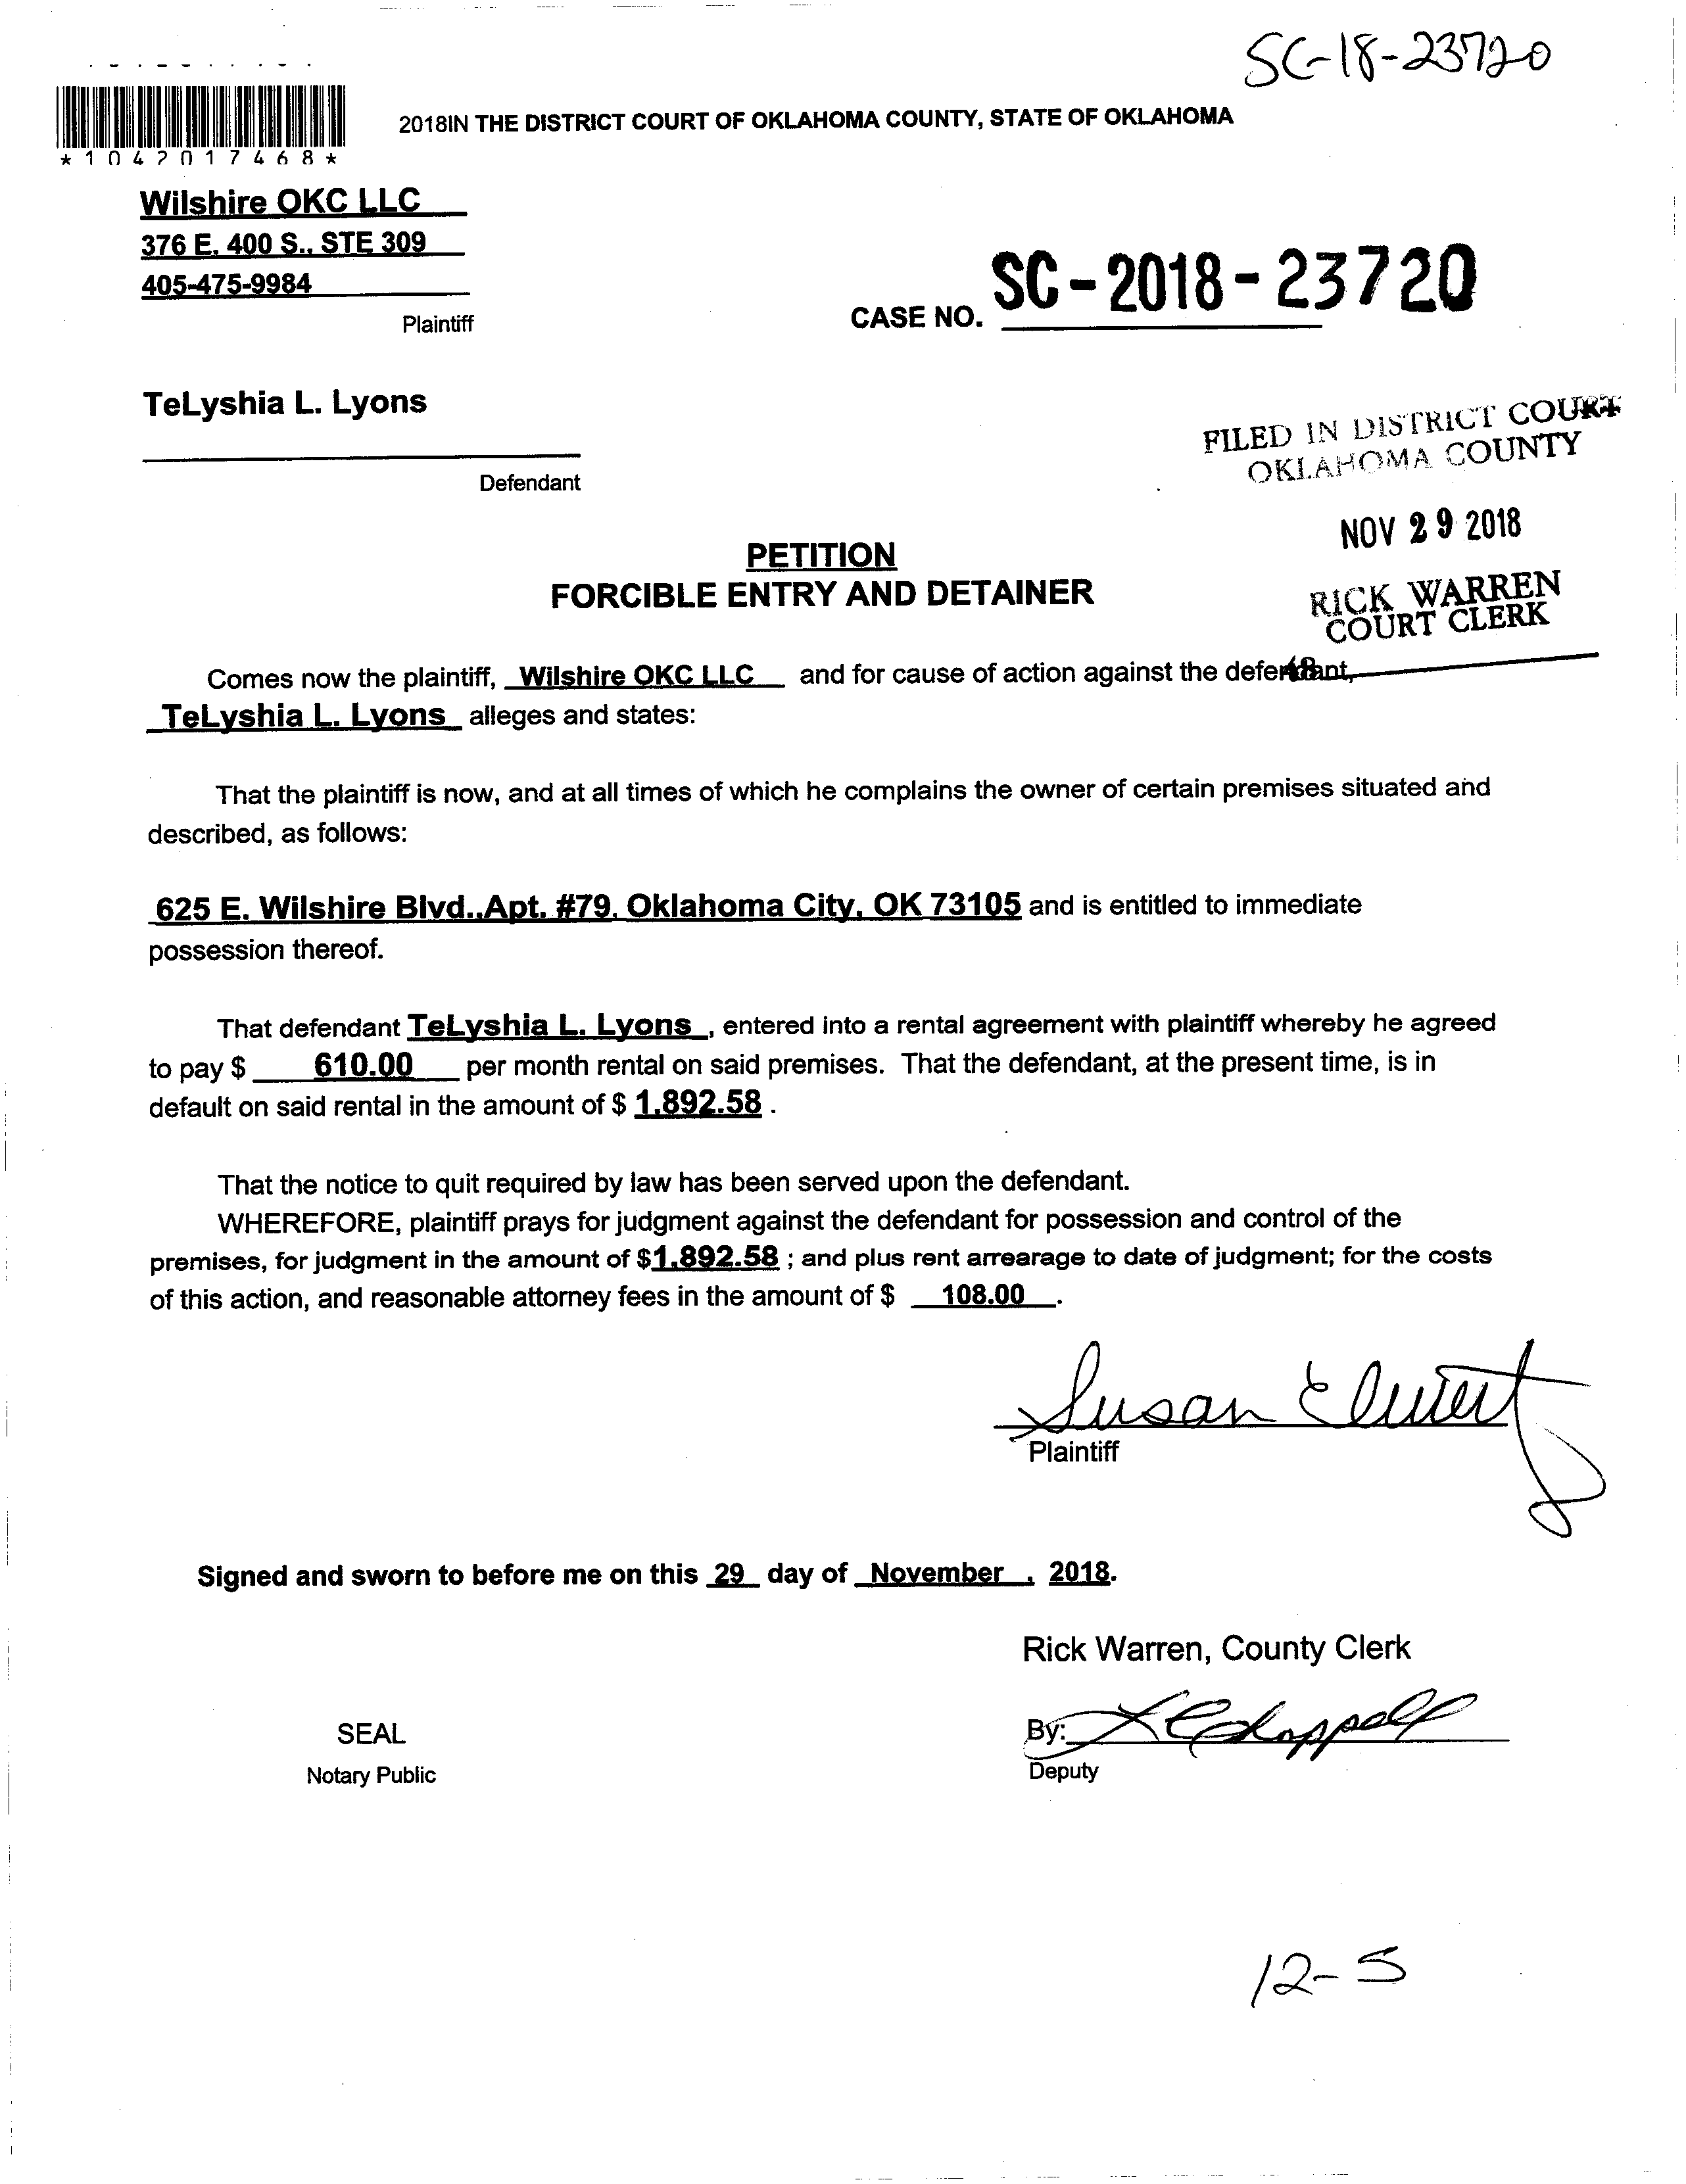 SC-18-23720
*1042017468*
2018IN THE DISTRICT COURT OF OKLAHOMA COUNTY, STATE OF OKLAHOMA
Wilshire OKC LLC
376 E. 400 S., STE 309
405-475-9984
Plaintiff
CASE NO. SC-2018-23720
TeLyshia L. Lyons
Defendant
FILED IN DISTRICT COURT
OKLAHOMA COUNTY
NOV 29 2018
RICK WARREN
COURT CLERK
48
PETITION
FORCIBLE ENTRY AND DETAINER
Comes now the plaintiff, Wilshire OKC LLC and for cause of action against the defendant,
TeLyshia L. Lyons alleges and states:
That the plaintiff is now, and at all times of which he complains the owner of certain premises situated and
described, as follows:
625 E. Wilshire Blvd.,Apt. #79, Oklahoma City, OK 73105 and is entitled to immediate
possession thereof.
That defendant TeLyshia L. Lyons , entered into a rental agreement with plaintiff whereby he agreed
to pay $ 610.00 per month rental on said premises. That the defendant, at the present time, is in
default on said rental in the amount of $ 1,892.58 .
That the notice to quit required by law has been served upon the defendant.
WHEREFORE, plaintiff prays for judgment against the defendant for possession and control of the
premises, for judgment in the amount of $1,892.58 ; and plus rent arrearage to date of judgment; for the costs
of this action, and reasonable attorney fees in the amount of $ 108.00 .
Susan
Plaintiff
Signed and sworn to before me on this 29 day of November , 2018.
Rick Warren, County Clerk
SEAL
By:
Notary Public
Deputy
12-5